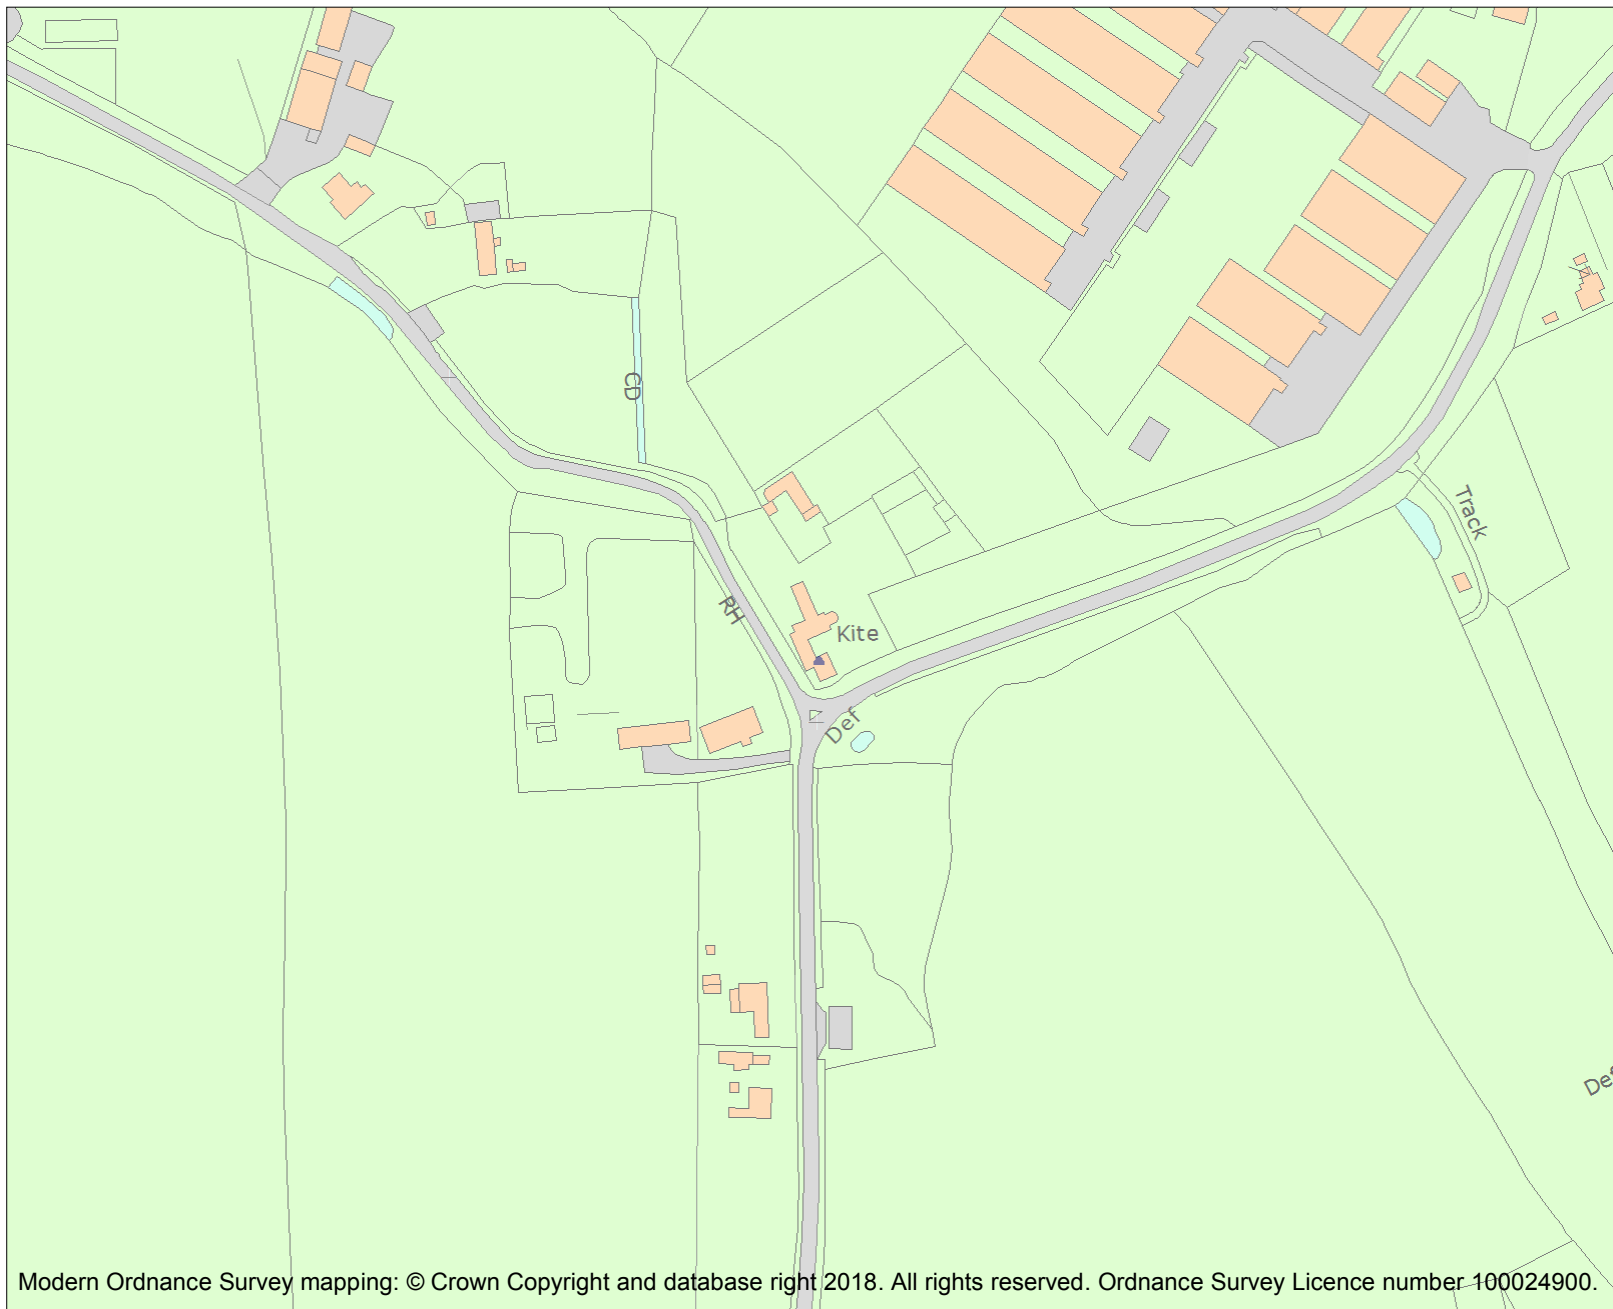 CD
Track
RH
Kite
Def
Modern Ordnance Survey mapping: © Crown Copyright and database right 2018. All rights reserved. Ordnance Survey Licence number 100024900.